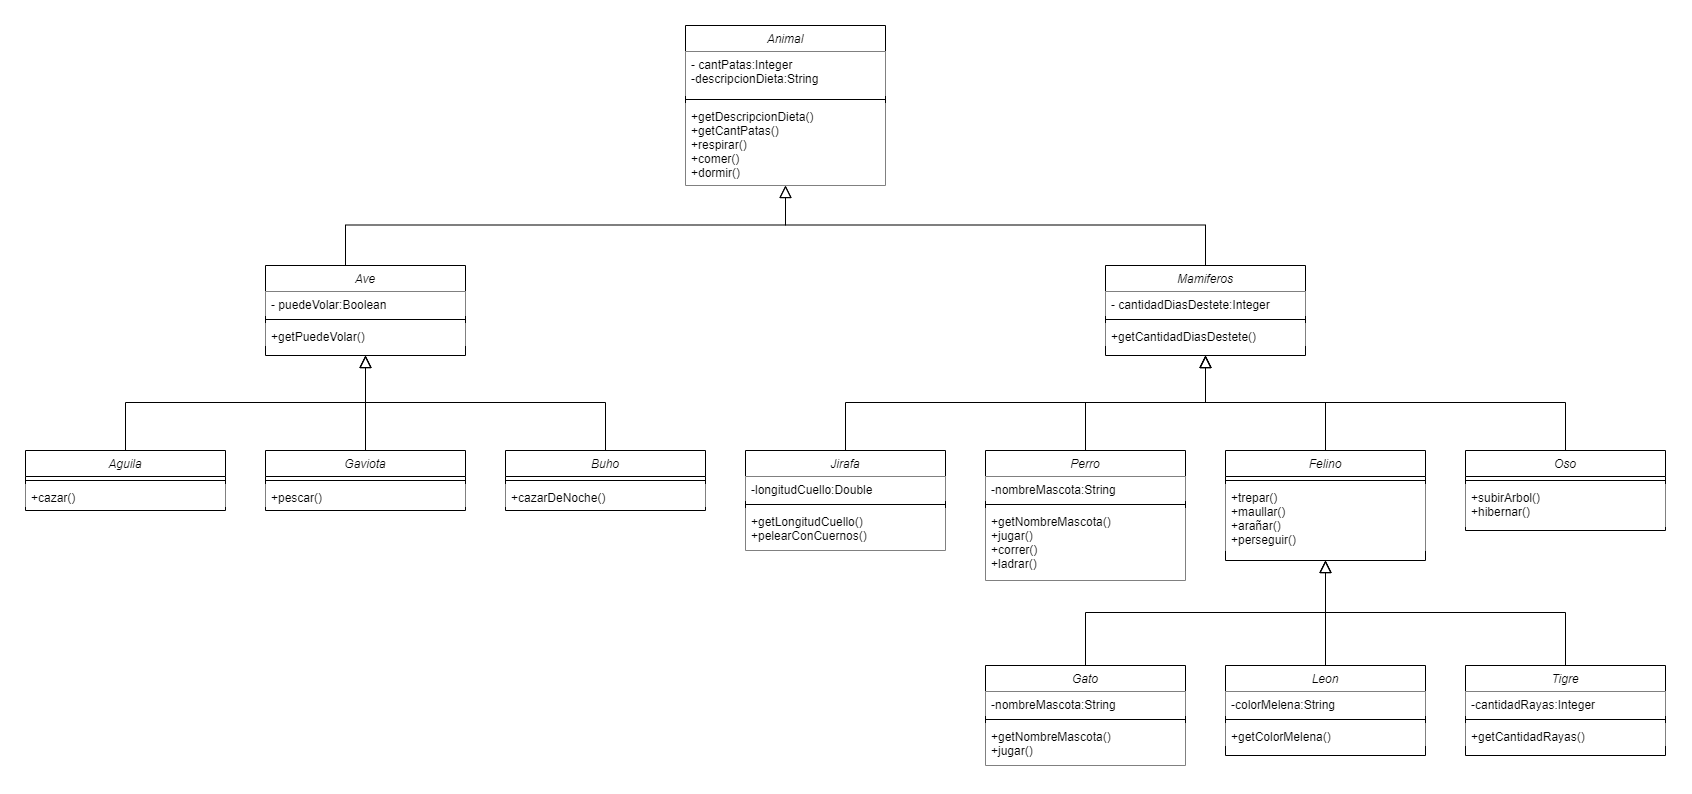 Animal
- cantPatas:Integer
-descripcionDieta:String
+getDescripcionDieta()
+getCantPatas()
+respirar()
+comer()
+dormir()
Ave
- puedeVolar:Boolean
+getPuedeVolar()
Mamiferos
- cantidadDiasDestete:Integer
+getCantidadDiasDestete()
Aguila
+cazar()
Gaviota
+pescar()
Buho
+cazarDeNoche()
Jirafa
-longitudCuello:Double
+getLongitudCuello()
+pelearConCuernos()
Perro
-nombreMascota:String
+getNombreMascota()
+jugar()
+correr()
+ladrar()
Felino
+trepar()
+maullar()
+arañar()
+perseguir()
Oso
+subirArbol()
+hibernar()
Gato
-nombreMascota:String
+getNombreMascota()
+jugar()
Leon
-colorMelena:String
+getColorMelena()
Tigre
-cantidadRayas:Integer
+getCantidadRayas()